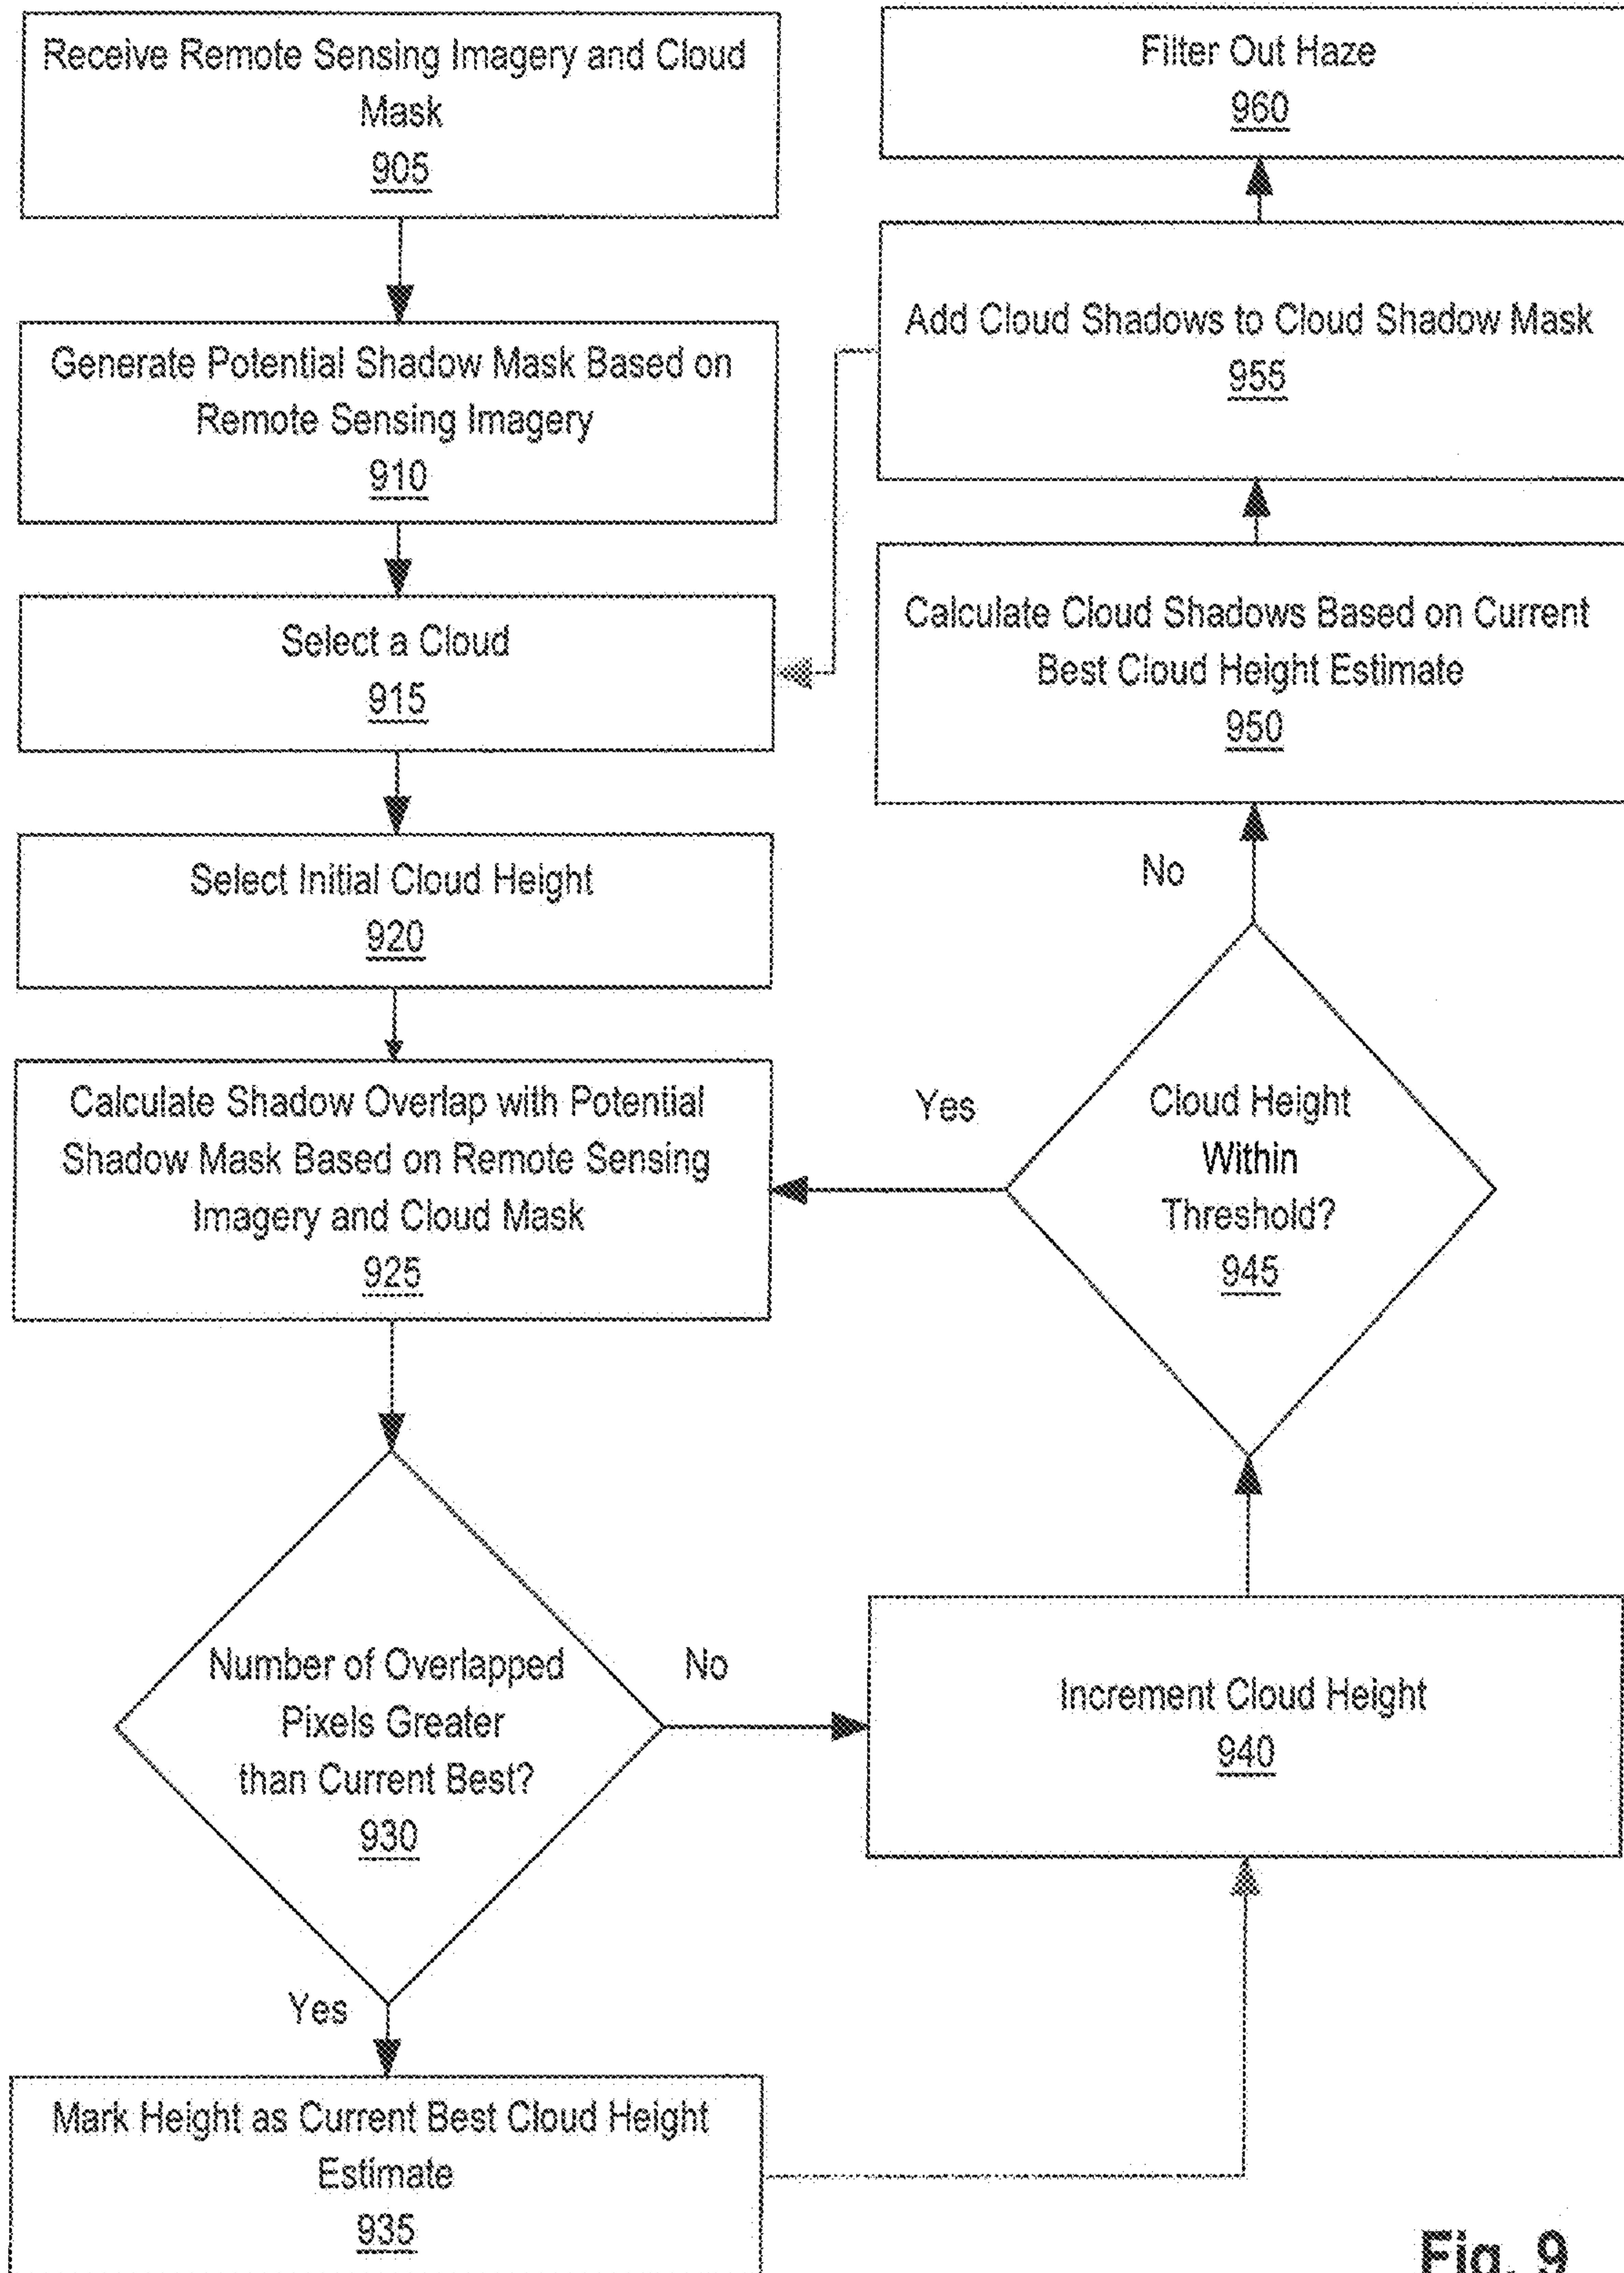 Receive Remote Sensing Imagery and Cloud
Mask
905
Generate Potential Shadow Mask Based on
Remote Sensing Imagery
910
Select a Cloud
915
Select Initial Cloud Height
920
Calculate Shadow Overlap with Potential
Shadow Mask Based on Remote Sensing
Imagery and Cloud Mask
925
Number of Overlapped
Pixels Greater
than Current Best?
930
No
Yes
Mark Height as Current Best Cloud Height
Estimate
935
Increment Cloud Height
940
Cloud Height
Within
Threshold?
945
Yes
No
Calculate Cloud Shadows Based on Current
Best Cloud Height Estimate
950
Add Cloud Shadows to Cloud Shadow Mask
955
Filter Out Haze
960
Fig. 9